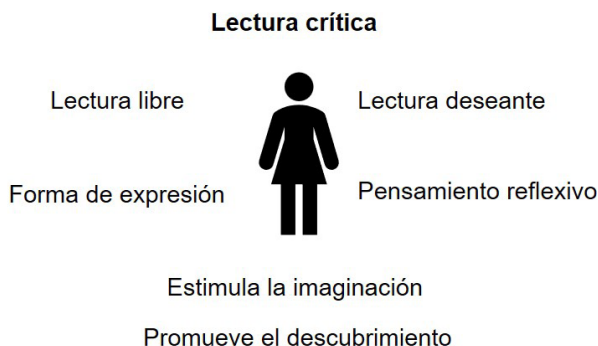 Lectura crítica
Lectura libre
Lectura deseante
Forma de expresión
Pensamiento reflexivo
Estimula la imaginación
Promueve el descubrimiento